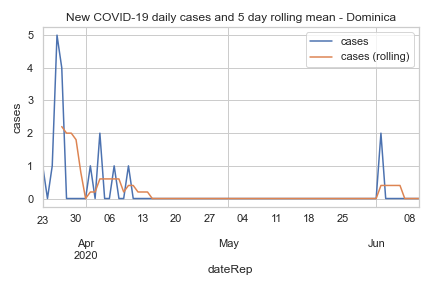 New COVID-19 daily cases and 5 day rolling mean - Dominica
cases
cases (rolling)
5
4
3
2
1
0
cases
23 30 06 13 20 27 04 11 18 25 08
Apr May Jun
2020
dateRep